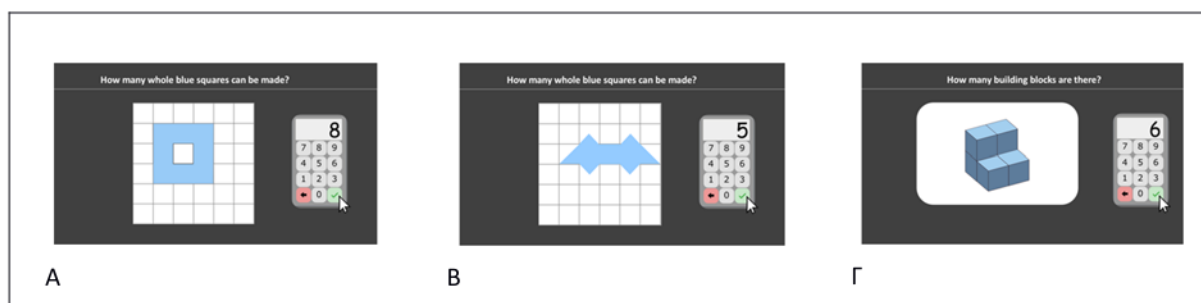 How many whole blue squares can be made?
8
7 8 9
4 5 6
1 2 3
0
A
How many whole blue squares can be made?
5
7 8 9
4 5 6
1 2 3
0
B
How many building blocks are there?
6
7 8 9
4 5 6
1 2 3
0
Γ